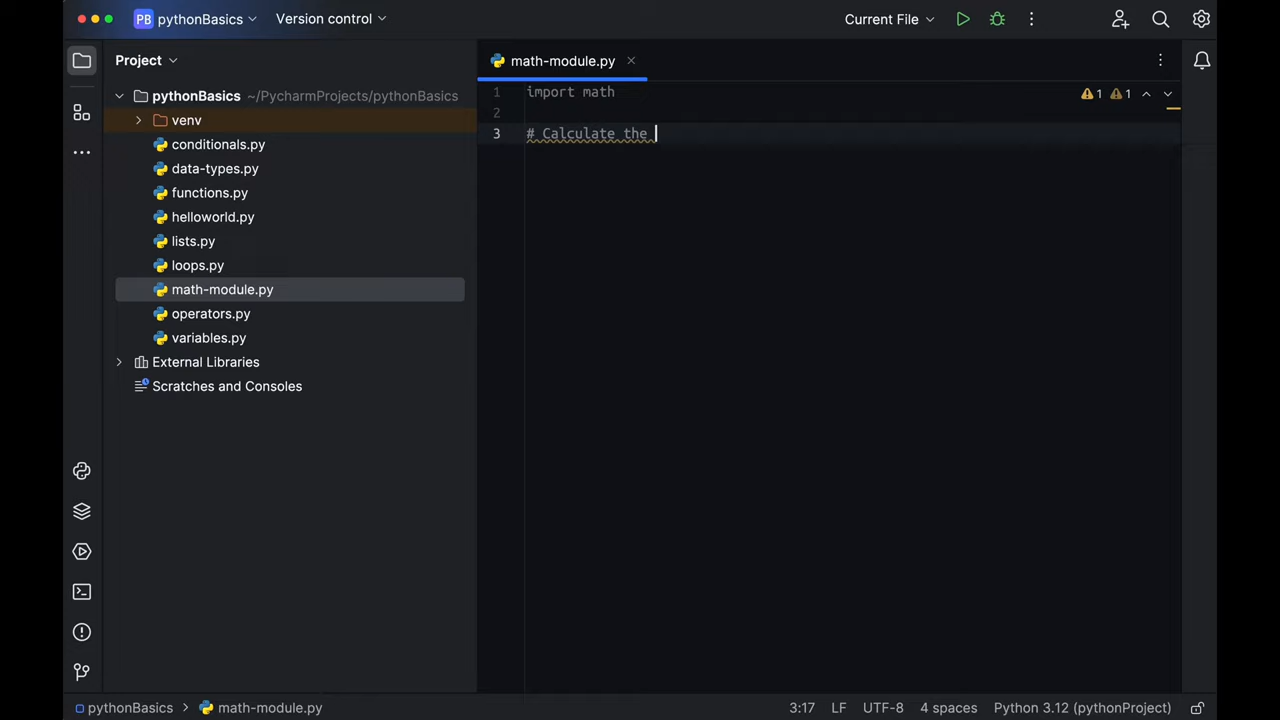 PB pythonBasics Version control Current File
Project
pythonBasics ~/PycharmProjects/pythonBasics
venv
conditionals.py
data-types.py
functions.py
helloworld.py
lists.py
loops.py
math-module.py
operators.py
variables.py
External Libraries
Scratches and Consoles
math-module.py
1 import math
2
3 # Calculate the
1 1
pythonBasics > math-module.py 3:17 LF UTF-8 4 spaces Python 3.12 (pythonProject)